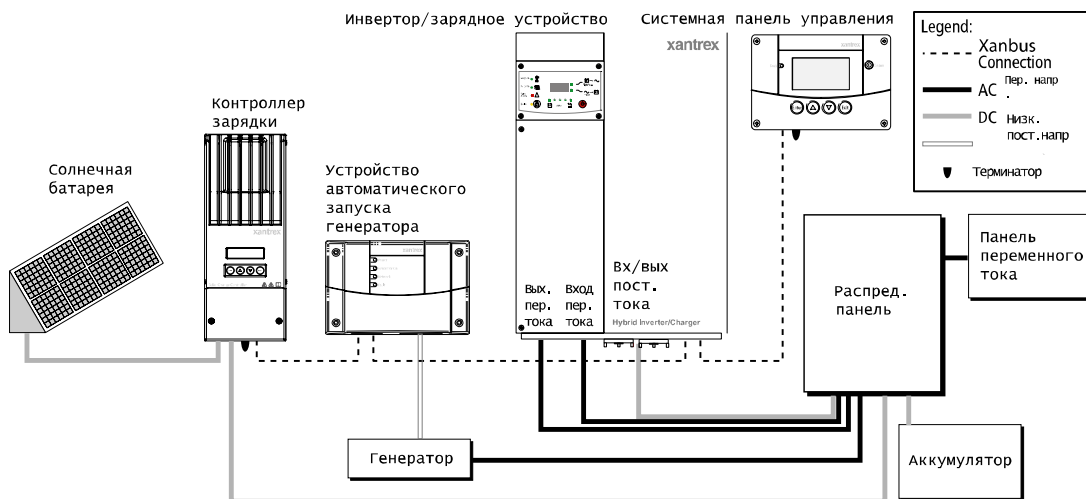 Инвертор/зарядное устройство
Системная панель управления
xantrex
xantrex
Legend:
Xanbus
Connection
AC Пер. напр
.
DC Низк.
пост.напр
Терминатор
Контроллер
зарядки
xantrex
Солнечная
батарея
Устройство
автоматического
запуска
генератора
xantrex
Вых.
пер.
тока
Вход
пер.
тока
Вх/вых
пост.
тока
Hybrid Inverter/Charger
Распред.
панель
Панель
переменного
тока
Генератор
Аккумулятор